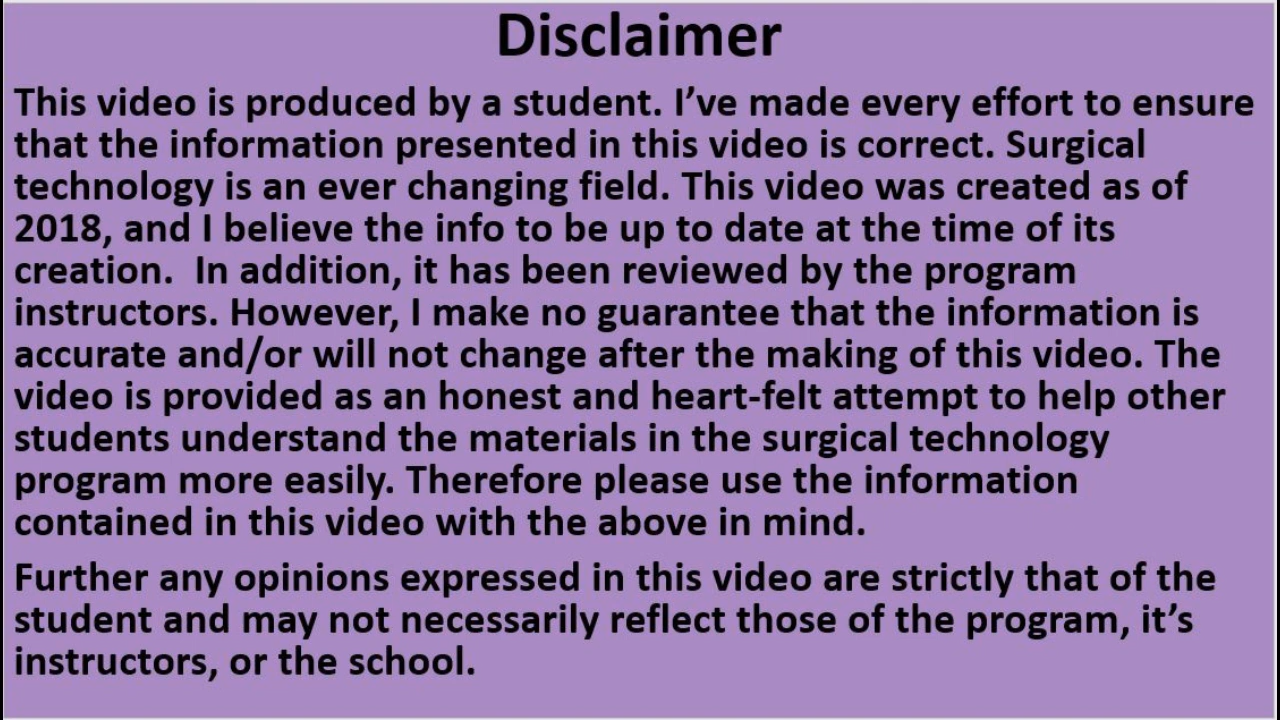 Disclaimer
This video is produced by a student. I’ve made every effort to ensure
that the information presented in this video is correct. Surgical
technology is an ever changing field. This video was created as of
2018, and I believe the info to be up to date at the time of its
creation.  In addition, it has been reviewed by the program
instructors. However, I make no guarantee that the information is
accurate and/or will not change after the making of this video. The
video is provided as an honest and heart-felt attempt to help other
students understand the materials in the surgical technology
program more easily. Therefore please use the information
contained in this video with the above in mind.
Further any opinions expressed in this video are strictly that of the
student and may not necessarily reflect those of the program, it’s
instructors, or the school.